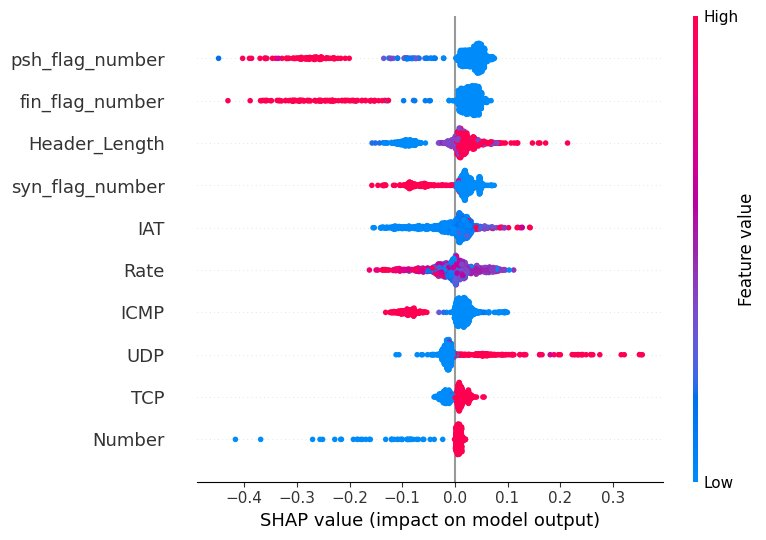 High
psh_flag_number
fin_flag_number
Header_Length
syn_flag_number
IAT
Rate
ICMP
UDP
TCP
Number
Feature value
Low
−0.4 −0.3 −0.2 −0.1 0.0 0.1 0.2 0.3
SHAP value (impact on model output)